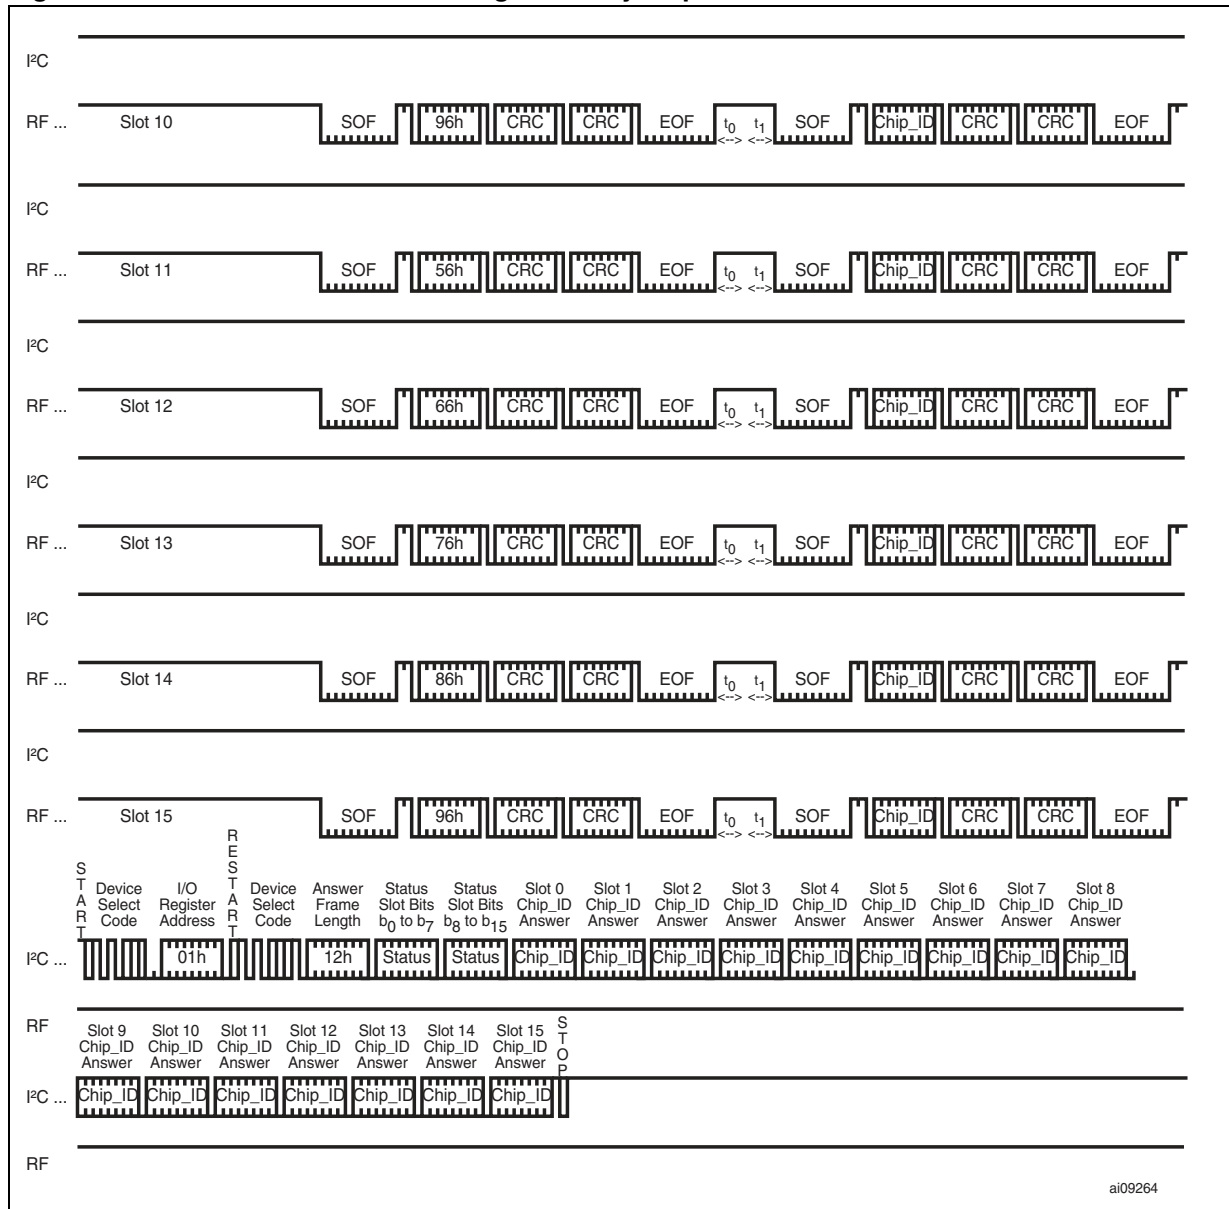 I²C
RF ... Slot 10 SOF 96h CRC CRC EOF t0 t1 SOF Chip_ID CRC CRC EOF
<--> <-->
I²C
RF ... Slot 11 SOF 56h CRC CRC EOF t0 t1 SOF Chip_ID CRC CRC EOF
<--> <-->
I²C
RF ... Slot 12 SOF 66h CRC CRC EOF t0 t1 SOF Chip_ID CRC CRC EOF
<--> <-->
I²C
RF ... Slot 13 SOF 76h CRC CRC EOF t0 t1 SOF Chip_ID CRC CRC EOF
<--> <-->
I²C
RF ... Slot 14 SOF 86h CRC CRC EOF t0 t1 SOF Chip_ID CRC CRC EOF
<--> <-->
I²C
RF ... Slot 15 SOF 96h CRC CRC EOF t0 t1 SOF Chip_ID CRC CRC EOF
<--> <-->
START Device Select Code I/O Register Address RESTART Device Select Code Answer Frame Length Status Slot Bits b0 to b7 Status Slot Bits b8 to b15 Slot 0 Chip_ID Answer Slot 1 Chip_ID Answer Slot 2 Chip_ID Answer Slot 3 Chip_ID Answer Slot 4 Chip_ID Answer Slot 5 Chip_ID Answer Slot 6 Chip_ID Answer Slot 7 Chip_ID Answer Slot 8 Chip_ID Answer
I²C ... 01h 12h Status Status Chip_ID Chip_ID Chip_ID Chip_ID Chip_ID Chip_ID Chip_ID Chip_ID Chip_ID
RF
Slot 9 Chip_ID Answer Slot 10 Chip_ID Answer Slot 11 Chip_ID Answer Slot 12 Chip_ID Answer Slot 13 Chip_ID Answer Slot 14 Chip_ID Answer Slot 15 Chip_ID Answer STOP
I²C ... Chip_ID Chip_ID Chip_ID Chip_ID Chip_ID Chip_ID Chip_ID
RF
ai09264